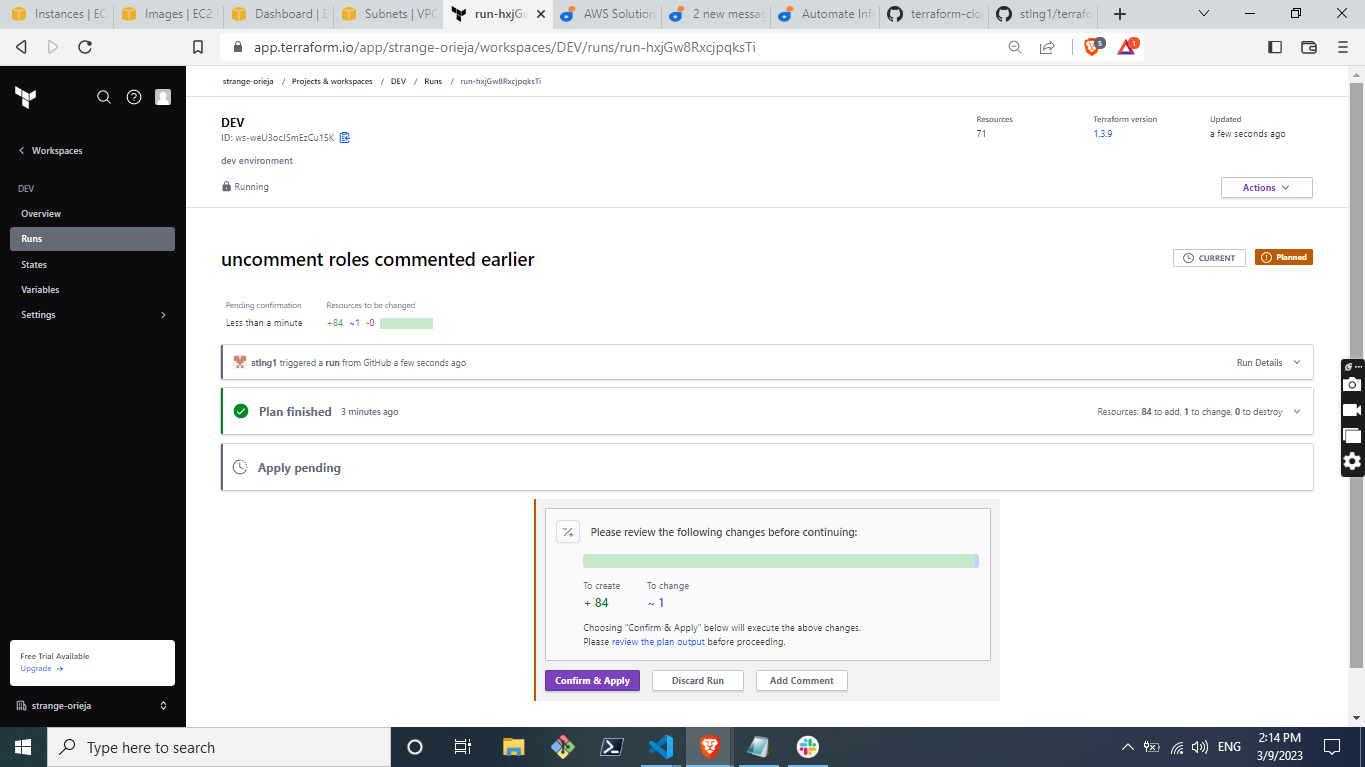 Instances | EC
Images | EC2
Dashboard | E
Subnets | VPC
run-hxjGw
AWS Solution
2 new messag
Automate Infr
terraform-clo
stlng1/terrafo
app.terraform.io/app/strange-orieja/workspaces/DEV/runs/run-hxjGw8RxcjpqksTi
5
1
strange-orieja / Projects & workspaces / DEV / Runs / run-hxjGw8RxcjpqksTi
Workspaces
DEV
Overview
Runs
States
Variables
Settings
Free Trial Available
Upgrade →
strange-orieja
DEV
ID: ws-weU3ocJSmEzCu15K
dev environment
Running
Resources
71
Terraform version
1.3.9
Updated
a few seconds ago
Actions
uncomment roles commented earlier
CURRENT
Planned
Pending confirmation
Less than a minute
Resources to be changed
+84 ~1 -0
stlng1 triggered a run from GitHub a few seconds ago
Run Details
Plan finished 3 minutes ago
Resources: 84 to add, 1 to change, 0 to destroy
Apply pending
Please review the following changes before continuing:
To create
+ 84
To change
~ 1
Choosing "Confirm & Apply" below will execute the above changes.
Please review the plan output before proceeding.
Confirm & Apply
Discard Run
Add Comment
Type here to search
ENG
2:14 PM
3/9/2023